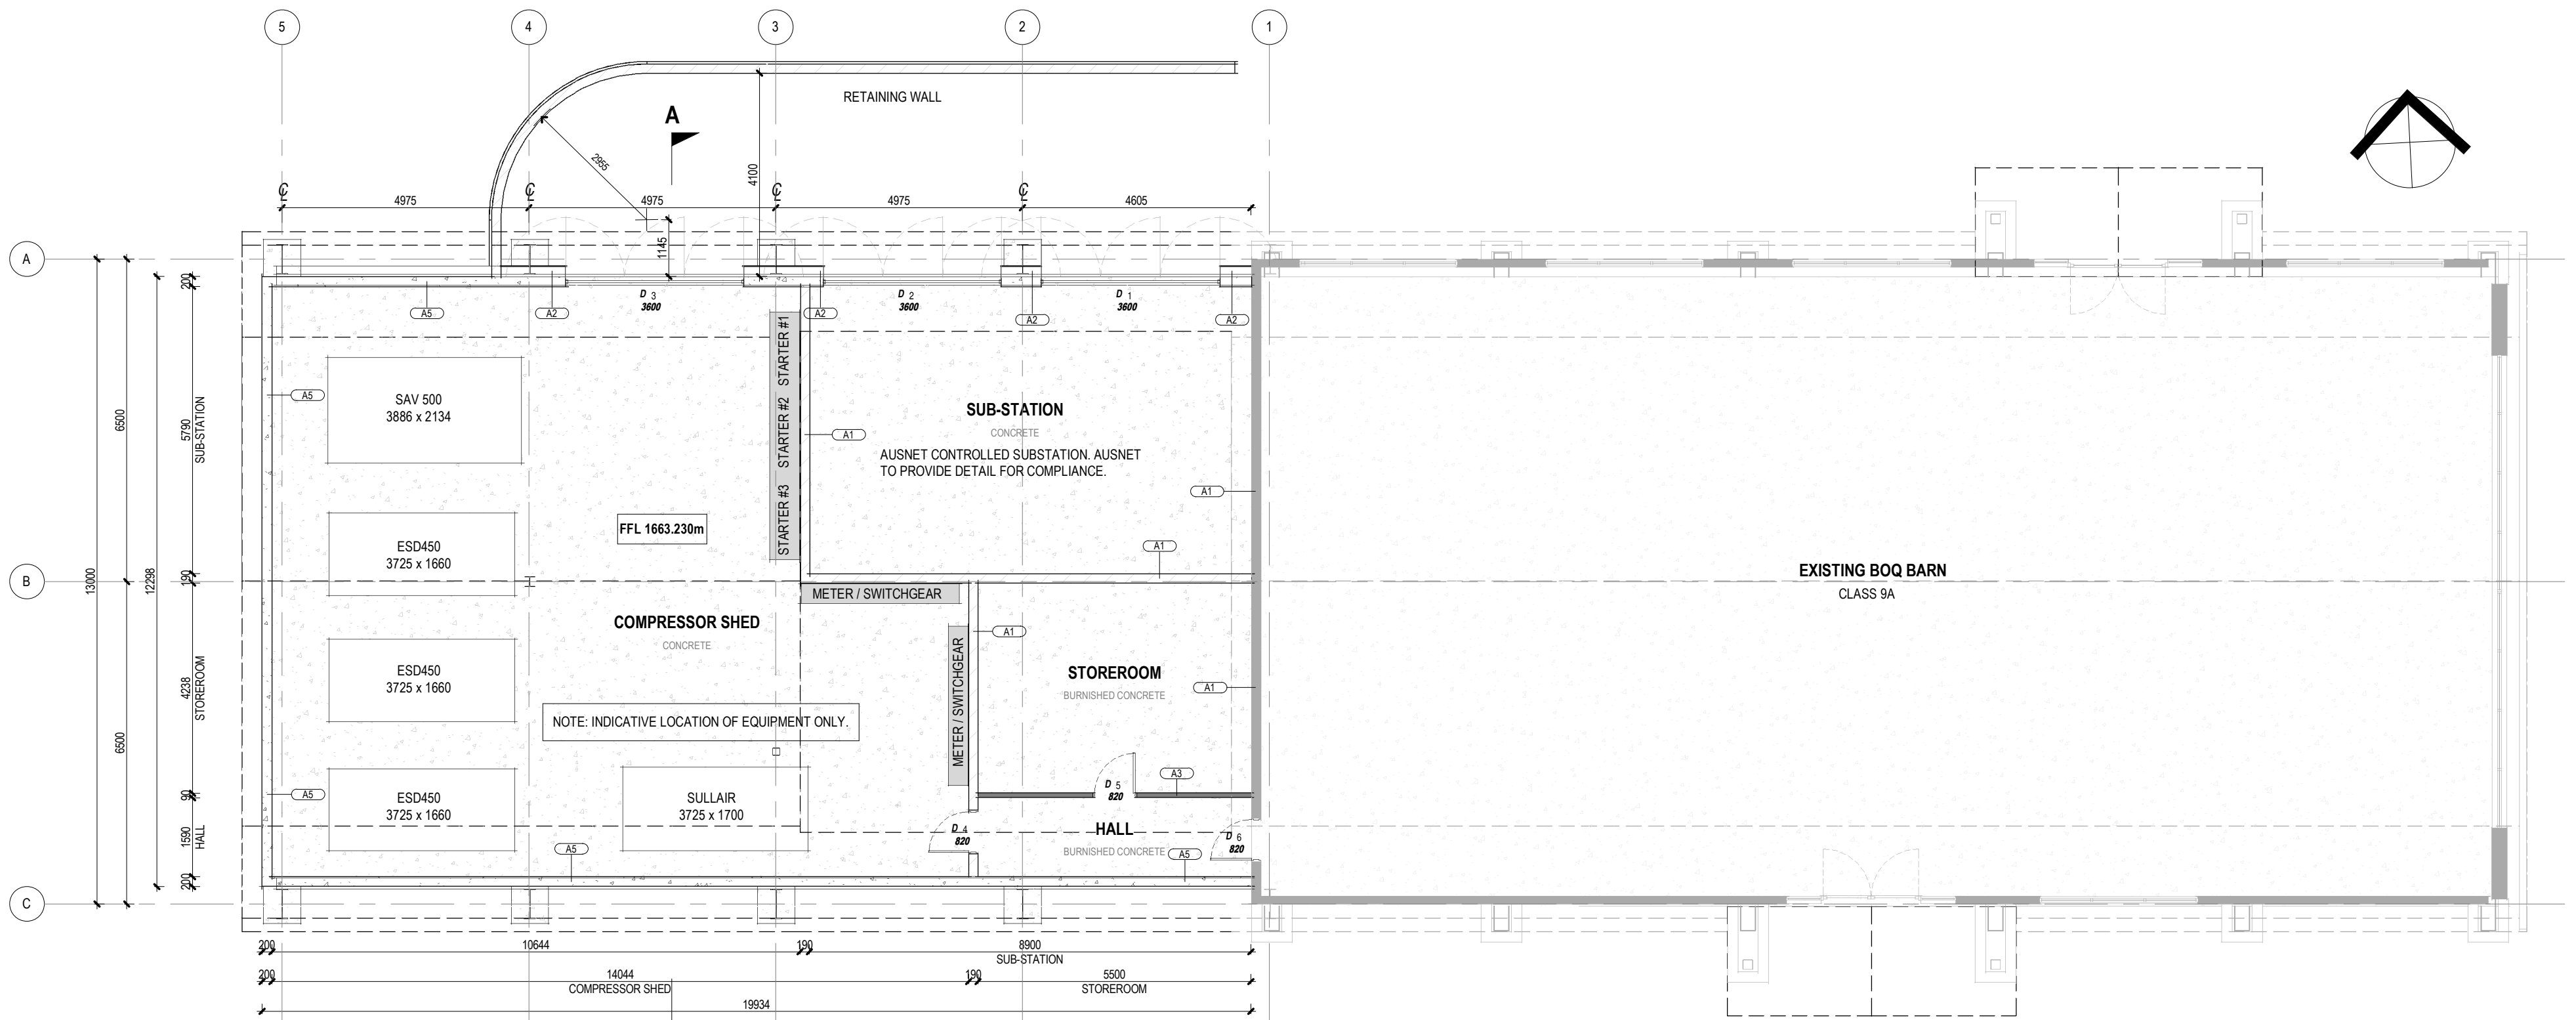 5
4
3
2
1
RETAINING WALL
A
2955
4100
℄
℄
℄
℄
4975
4975
4975
4605
1145
A
200
D 3
3600
D 2
3600
D 1
3600
A5
A2
A2
A2
A2
STARTER #3 STARTER #2 STARTER #1
SAV 500
3886 x 2134
A5
SUB-STATION
CONCRETE
AUSNET CONTROLLED SUBSTATION. AUSNET
TO PROVIDE DETAIL FOR COMPLIANCE.
A1
A1
A1
6500
5790
SUB-STATION
FFL 1663.230m
ESD450
3725 x 1660
B
13000
12298
190
EXISTING BOQ BARN
CLASS 9A
METER / SWITCHGEAR
COMPRESSOR SHED
CONCRETE
A1
METER / SWITCHGEAR
STOREROOM
BURNISHED CONCRETE
A1
ESD450
3725 x 1660
4238
STOREROOM
6500
NOTE: INDICATIVE LOCATION OF EQUIPMENT ONLY.
A3
D 5
820
A5
ESD450
3725 x 1660
SULLAIR
3725 x 1700
90
1590
HALL
D 4
820
HALL
BURNISHED CONCRETE
D 6
820
A5
A5
200
C
200
10644
190
8900
SUB-STATION
200
14044
COMPRESSOR SHED
190
5500
STOREROOM
19934